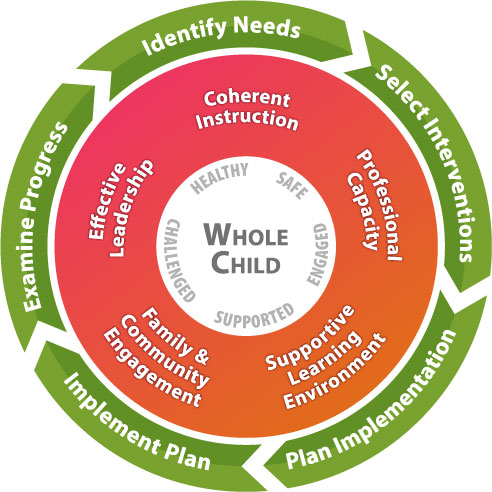 Identify Needs
Select Interventions
Plan Implementation
Implement Plan
Examine Progress
Coherent
Instruction
Professional
Capacity
Supportive
Learning
Environment
Family &
Community
Engagement
Effective
Leadership
HEALTHY
SAFE
ENGAGED
SUPPORTED
CHALLENGED
WHOLE
CHILD